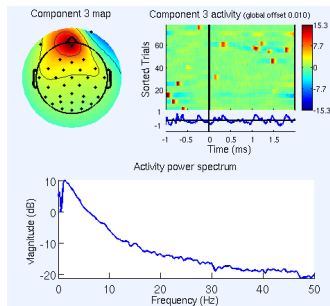 Component 3 map
Component 3 activity (global offset 0.010)
Sorted Trials
60
40
20
15.3
7.7
0
-7.7
-15.3
1
-1
-1 -0.5 0 0.5 1 1.5
Time (ms)
Activity power spectrum
Magnitude (dB)
10
0
-10
-20
0 10 20 30 40 50
Frequency (Hz)